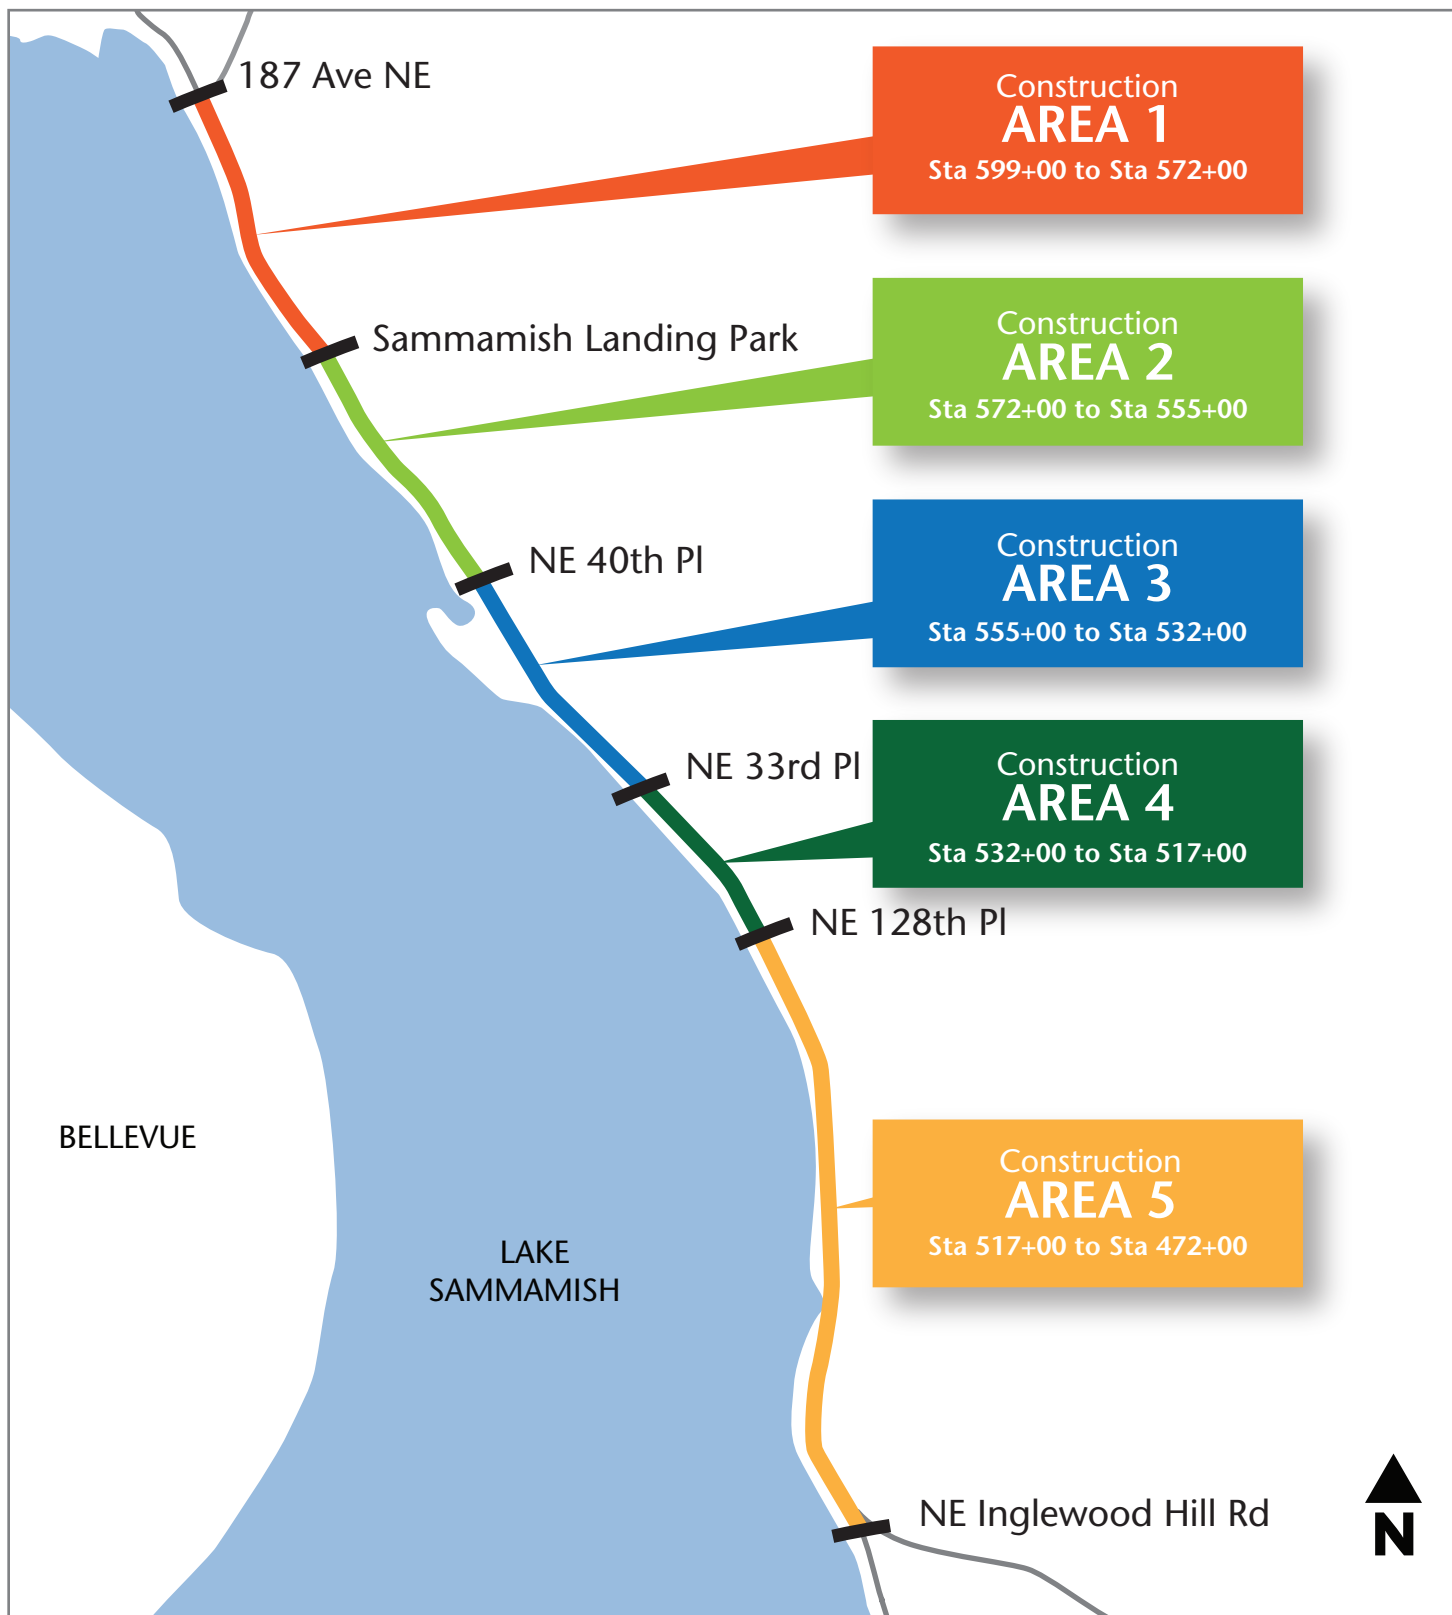 187 Ave NE
Construction
AREA 1
Sta 599+00 to Sta 572+00
Sammamish Landing Park
Construction
AREA 2
Sta 572+00 to Sta 555+00
NE 40th Pl
Construction
AREA 3
Sta 555+00 to Sta 532+00
NE 33rd Pl
Construction
AREA 4
Sta 532+00 to Sta 517+00
NE 128th Pl
BELLEVUE
Construction
AREA 5
Sta 517+00 to Sta 472+00
LAKE
SAMMAMISH
NE Inglewood Hill Rd
N